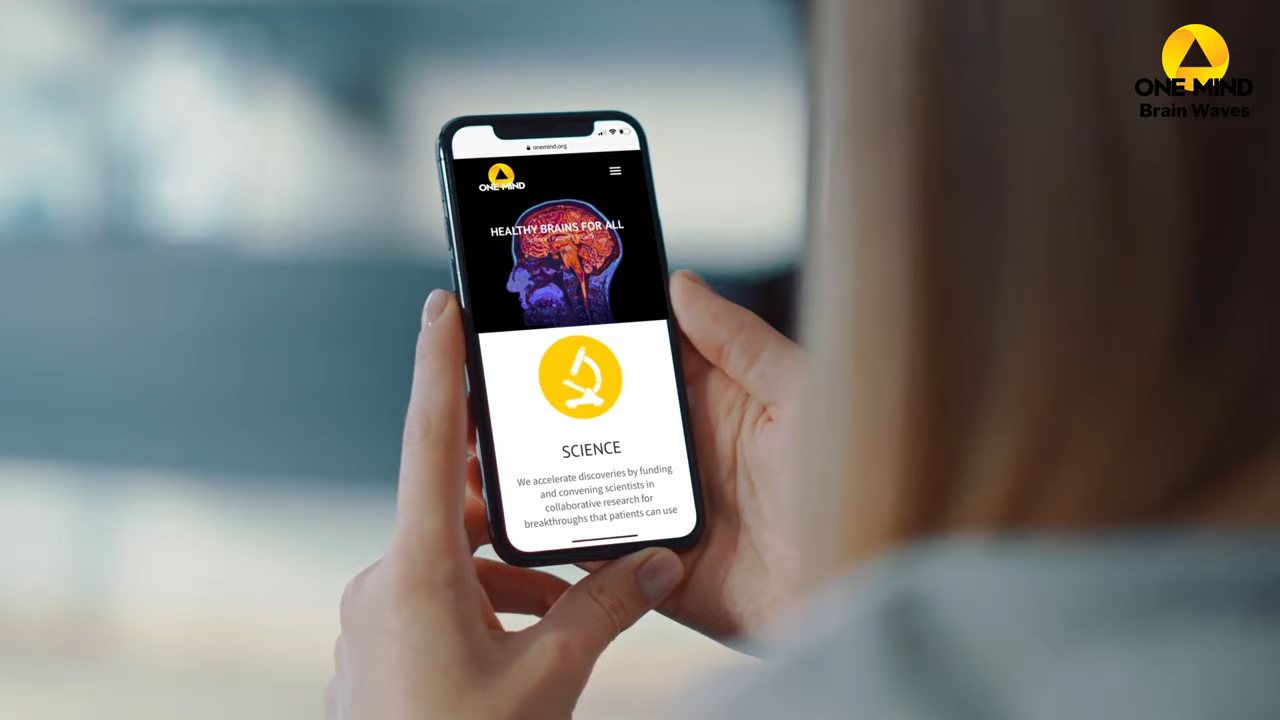 ONE MIND
Brain Waves
onemind.org
ONE MIND
HEALTHY BRAINS FOR ALL
SCIENCE
We accelerate discoveries by funding
and convening scientists in
collaborative research for
breakthroughs that patients can use